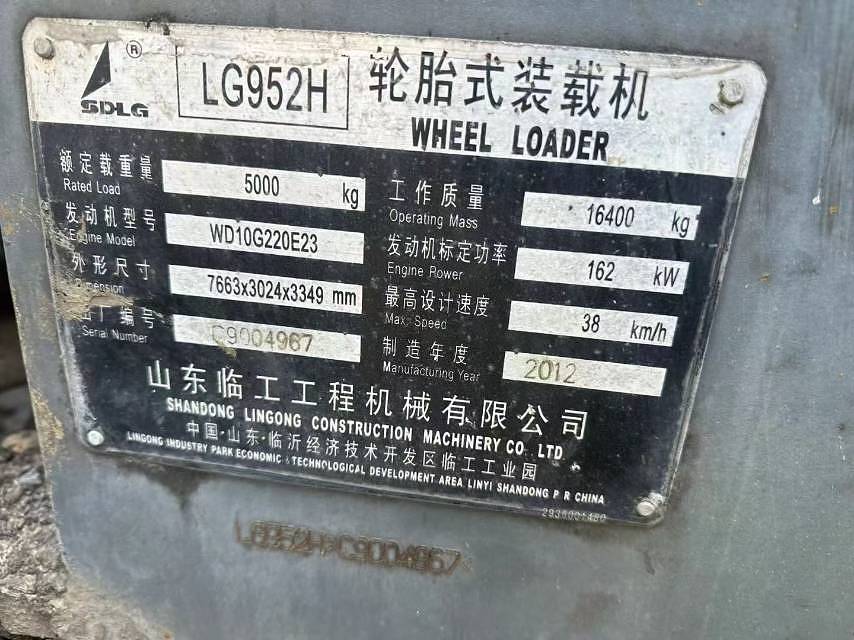 SDLG ® LG952H 轮胎式装载机
WHEEL LOADER
额定载重量 5000 kg
Rated Load
工作质量 16400 kg
Operating Mass
发动机型号 WD10G220E23
Engine Model
发动机标定功率 162 kW
Engine Power
外形尺寸 7663x3024x3349 mm
Dimension
最高设计速度 38 km/h
Max. Speed
出厂编号 C9004967
Serial Number
制造年度 2012
Manufacturing Year
山东临工工程机械有限公司
SHANDONG LINGONG CONSTRUCTION MACHINERY CO LTD
中国·山东·临沂经济技术开发区临工工业园
LINGONG INDUSTRY PARK ECONOMIC & TECHNOLOGICAL DEVELOPMENT AREA LINYI SHANDONG P R CHINA